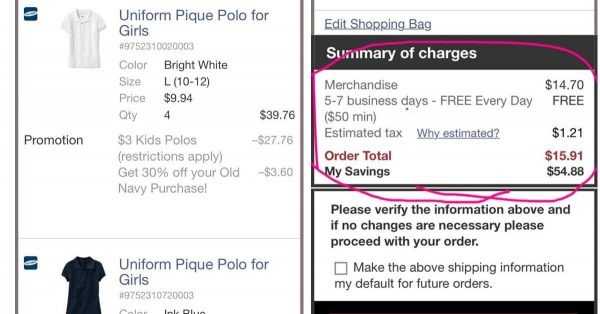 Uniform Pique Polo for
Girls
#9752310020003
Color Bright White
Size L (10-12)
Price $9.94
Qty 4 $39.76
Promotion $3 Kids Polos -$27.76
(restrictions apply)
Get 30% off your Old -$3.60
Navy Purchase!
Uniform Pique Polo for
Girls
#9752310720003
Color Ink Blue
Edit Shopping Bag
Summary of charges
Merchandise $14.70
5-7 business days - FREE Every Day FREE
($50 min)
Estimated tax Why estimated? $1.21
Order Total $15.91
My Savings $54.88
Please verify the information above and
if no changes are necessary please
proceed with your order.
Make the above shipping information
my default for future orders.